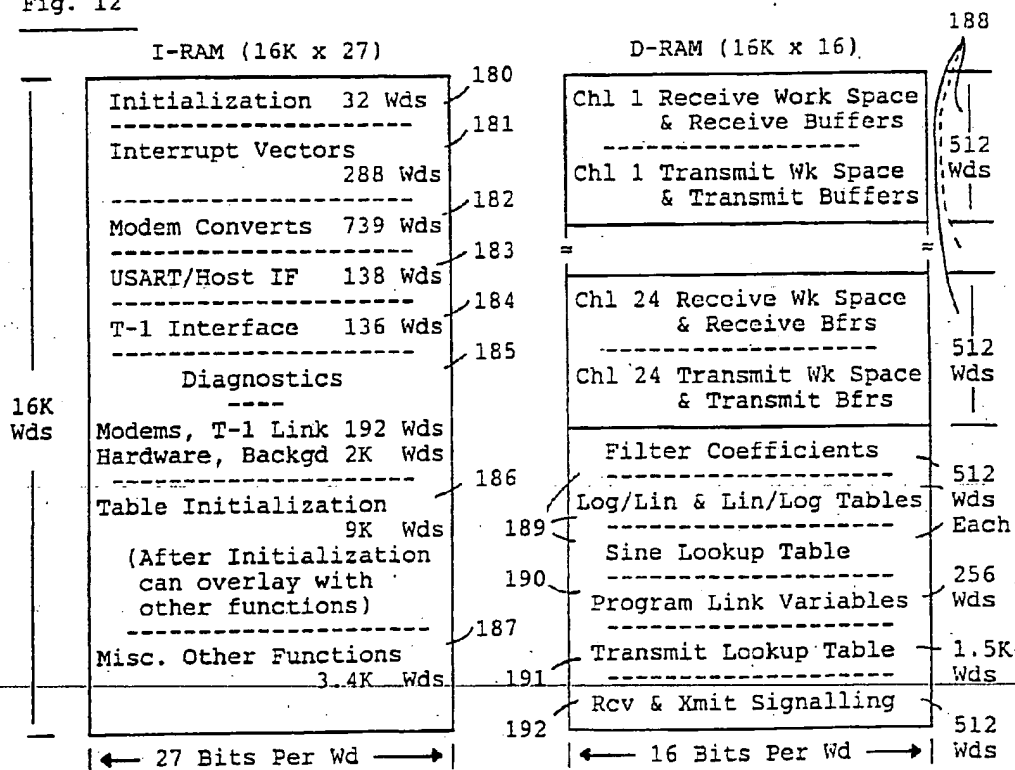 Fig. 12
I-RAM (16K x 27)
16K
Wds
Initialization 32 Wds
180
Interrupt Vectors
288 Wds
181
Modem Converts 739 Wds
182
USART/Host IF 138 Wds
183
T-1 Interface 136 Wds
184
Diagnostics
185
Modems, T-1 Link 192 Wds
Hardware, Backgd 2K Wds
Table Initialization
9K Wds
186
(After Initialization
can overlay with
other functions)
Misc. Other Functions
3.4K Wds
187
27 Bits Per Wd
D-RAM (16K x 16)
188
Chl 1 Receive Work Space
& Receive Buffers
Chl 1 Transmit Wk Space
& Transmit Buffers
512
Wds
≈ ≈
Chl 24 Receive Wk Space
& Receive Bfrs
Chl 24 Transmit Wk Space
& Transmit Bfrs
512
Wds
Filter Coefficients
Log/Lin & Lin/Log Tables
Sine Lookup Table
189
512
Wds
Each
190
Program Link Variables
256
Wds
191
Transmit Lookup Table
1.5K
Wds
192
Rcv & Xmit Signalling
512
Wds
16 Bits Per Wd